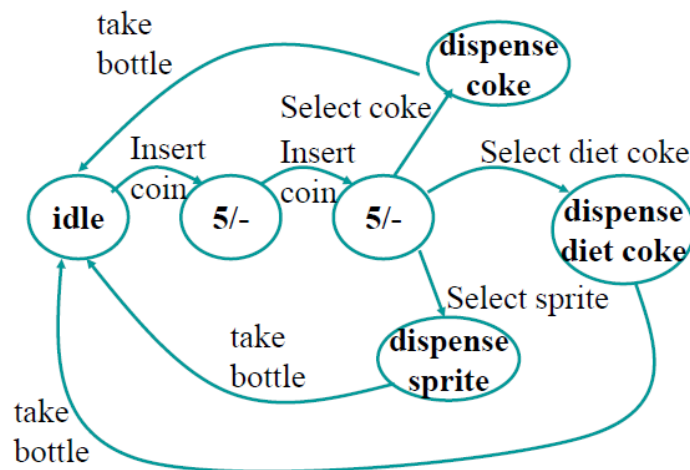 take
bottle
dispense
coke
Select coke
Insert
coin
Insert
coin
Select diet coke
idle
5/-
5/-
dispense
diet coke
Select sprite
take
bottle
dispense
sprite
take
bottle